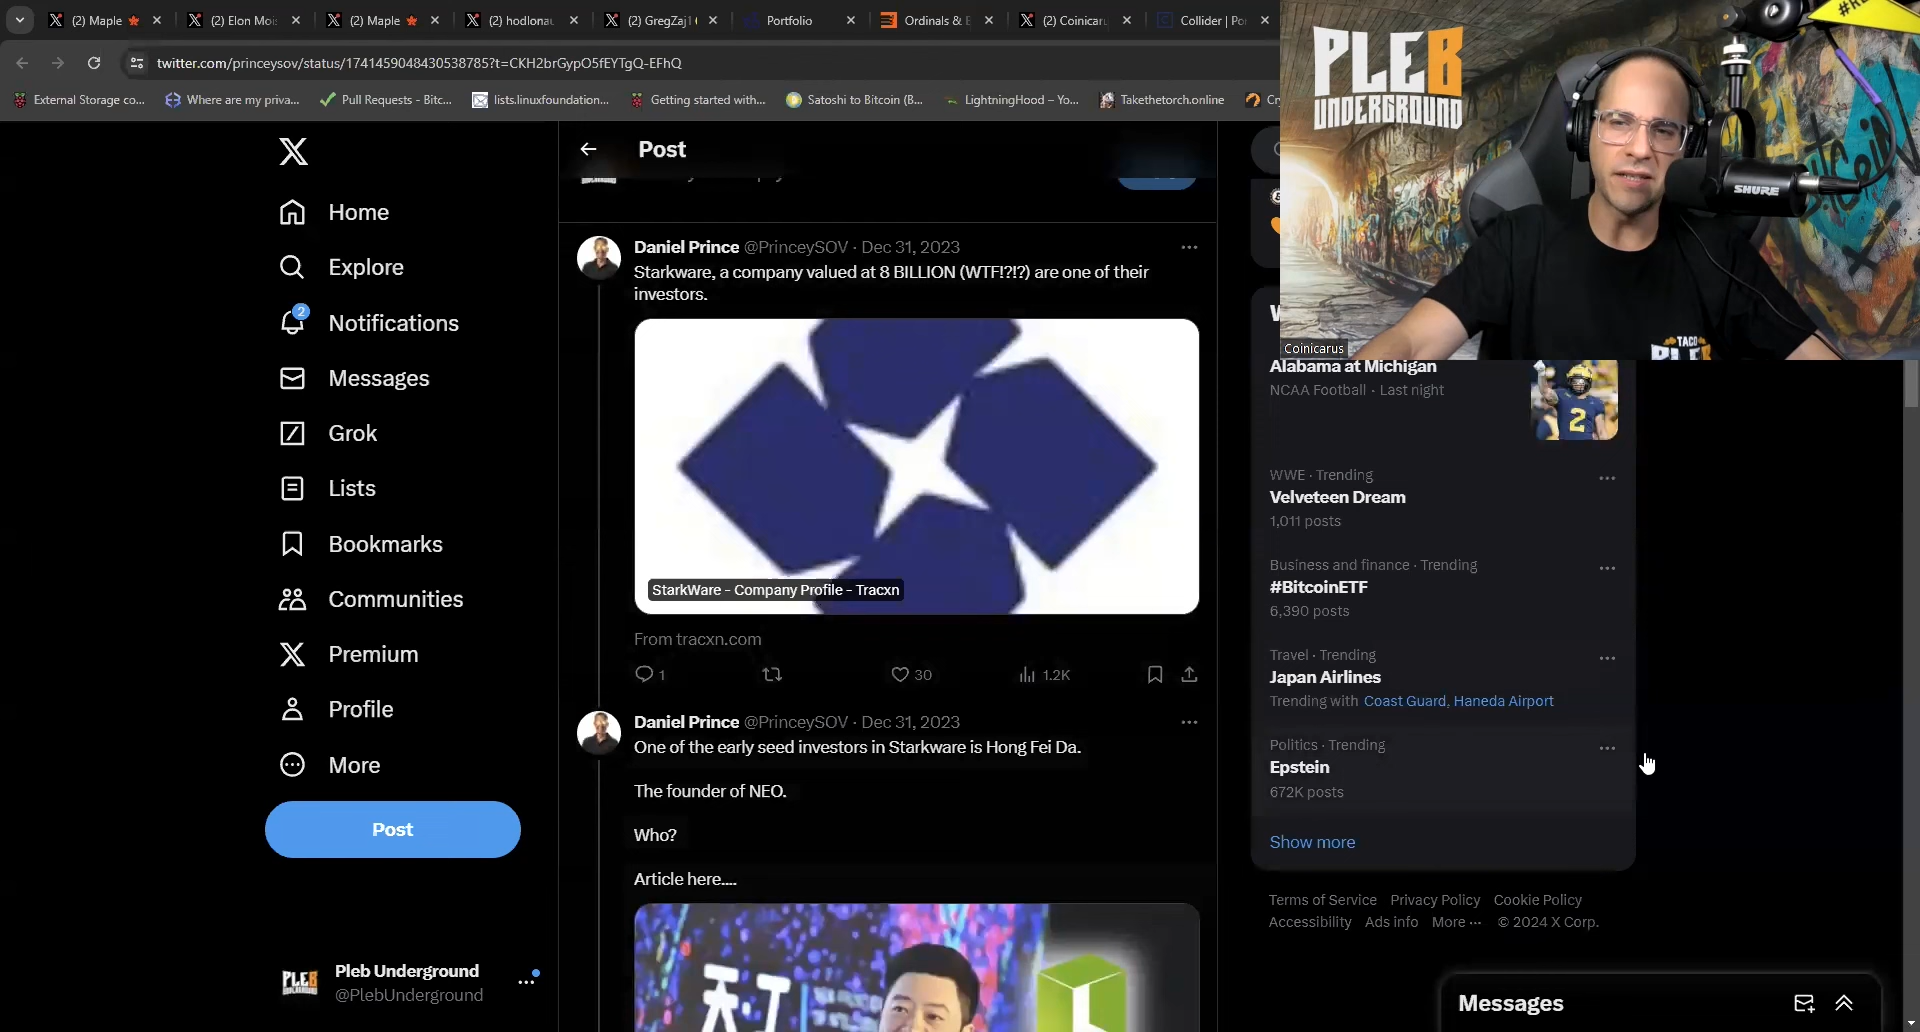 (2) Maple
(2) Elon Mo
(2) Maple
(2) hodlonau
(2) GregZaj1
Portfolio
Ordinals &
(2) Coinicaru
Collider | Po
twitter.com/princeysov/status/1741459048430538785?t=CKH2brGypO5fEYTgQ-EFhQ
External Storage co...
Where are my priva...
Pull Requests - Bitc...
lists.linuxfoundation...
Getting started with...
Satoshi to Bitcoin (B...
LightningHood – Yo...
Takethetorch.online
PLEB
UNDERGROUND
SHURE
TACO
PLEB
Coinicarus
X
Home
Explore
2
Notifications
Messages
Grok
Lists
Bookmarks
Communities
Premium
Profile
More
Post
Pleb Underground
@PlebUnderground
Post
Daniel Prince @PrinceySOV · Dec 31, 2023
Starkware, a company valued at 8 BILLION (WTF!?!?) are one of their
investors.
StarkWare - Company Profile - Tracxn
From tracxn.com
1
30
1.2K
Daniel Prince @PrinceySOV · Dec 31, 2023
One of the early seed investors in Starkware is Hong Fei Da.
The founder of NEO.
Who?
Article here....
Alabama at Michigan
NCAA Football · Last night
2
WWE · Trending
Velveteen Dream
1,011 posts
Business and finance · Trending
#BitcoinETF
6,390 posts
Travel · Trending
Japan Airlines
Trending with Coast Guard, Haneda Airport
Politics · Trending
Epstein
672K posts
Show more
Terms of Service Privacy Policy Cookie Policy
Accessibility Ads info More ··· © 2024 X Corp.
Messages